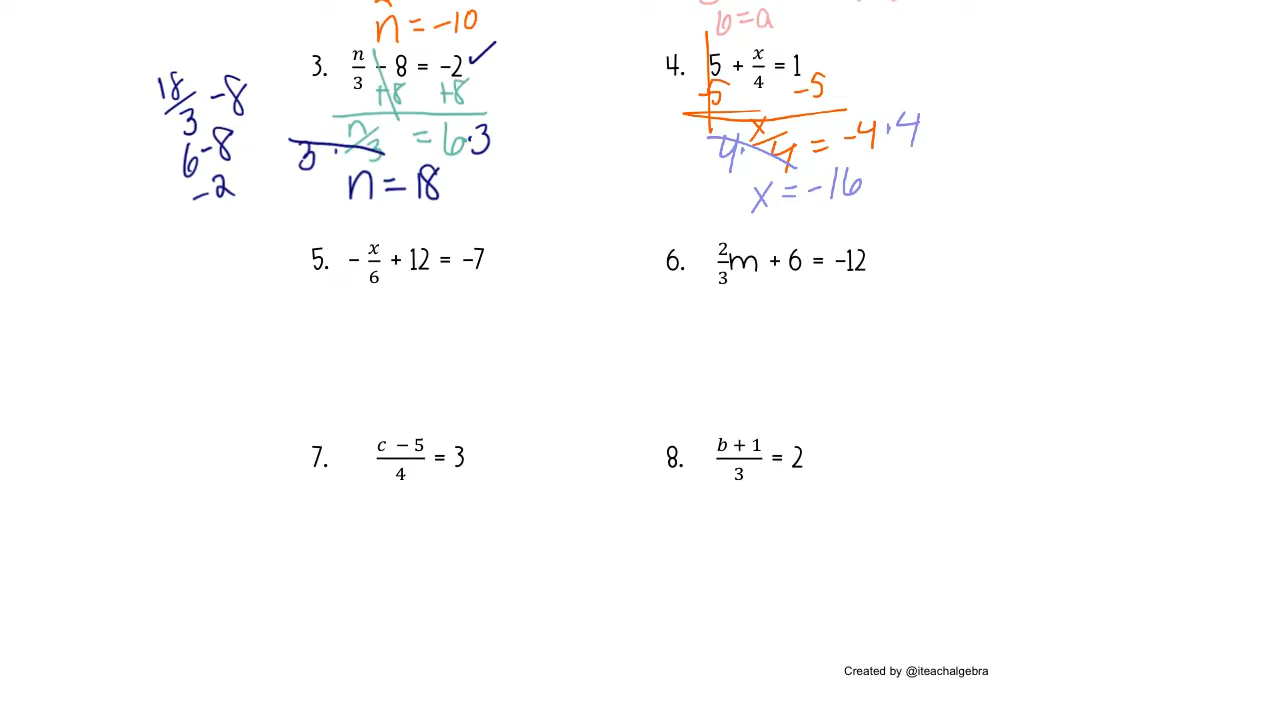 n = -10
b = a
3. n/3 - 8 = -2 ✓
+8 +8
n/3 = 6 · 3
3 ·
n = 18
18/3 - 8
6 - 8
-2
4. 5 + x/4 = 1
-5 -5
4 · x/4 = -4 · 4
x = -16
5. - x/6 + 12 = -7
6. 2/3 m + 6 = -12
7. (c - 5)/4 = 3
8. (b + 1)/3 = 2
Created by @iteachalgebra